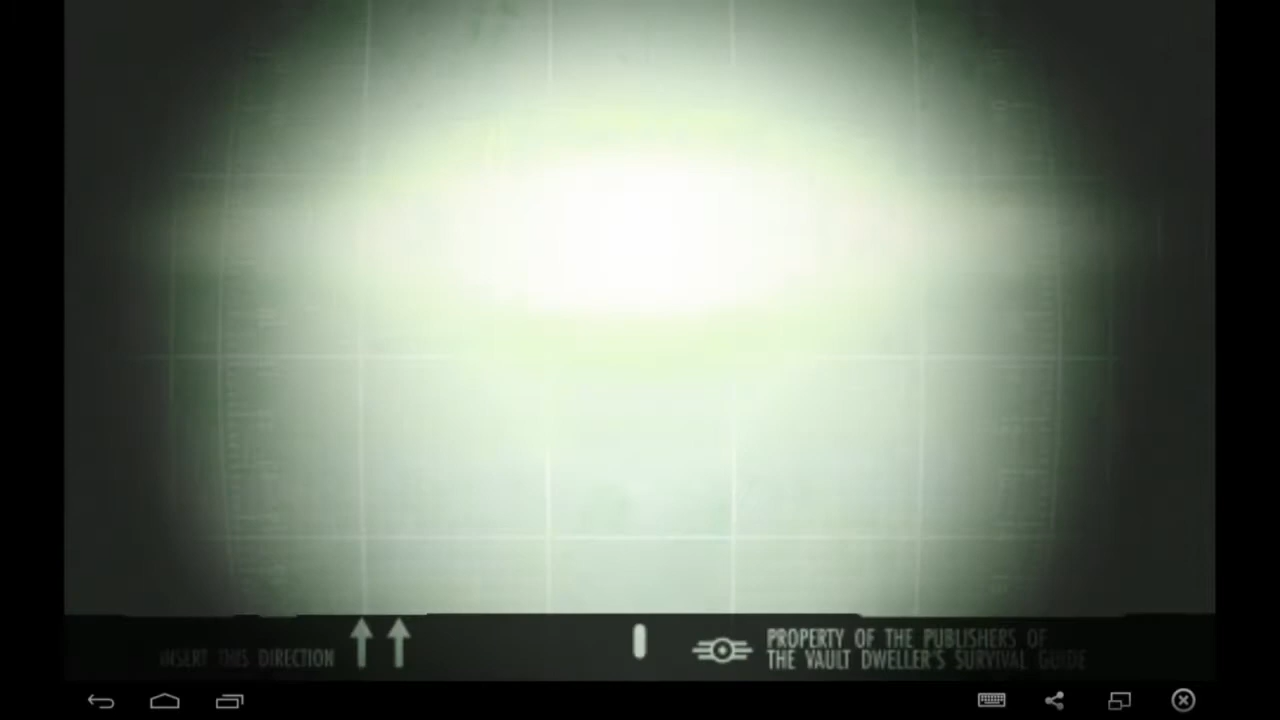 INSERT THIS DIRECTION
PROPERTY OF THE PUBLISHERS OF
THE VAULT DWELLER'S SURVIVAL GUIDE